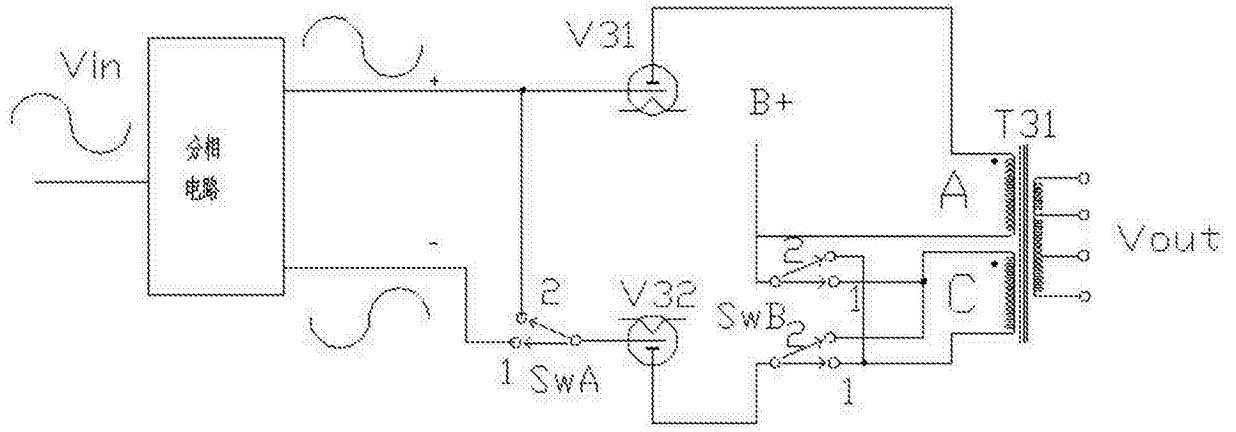 Vin
分相
电路
+
-
V31
B+
T31
A
C
Vout
2
1
SwA
V32
SwB
2
1
2
1